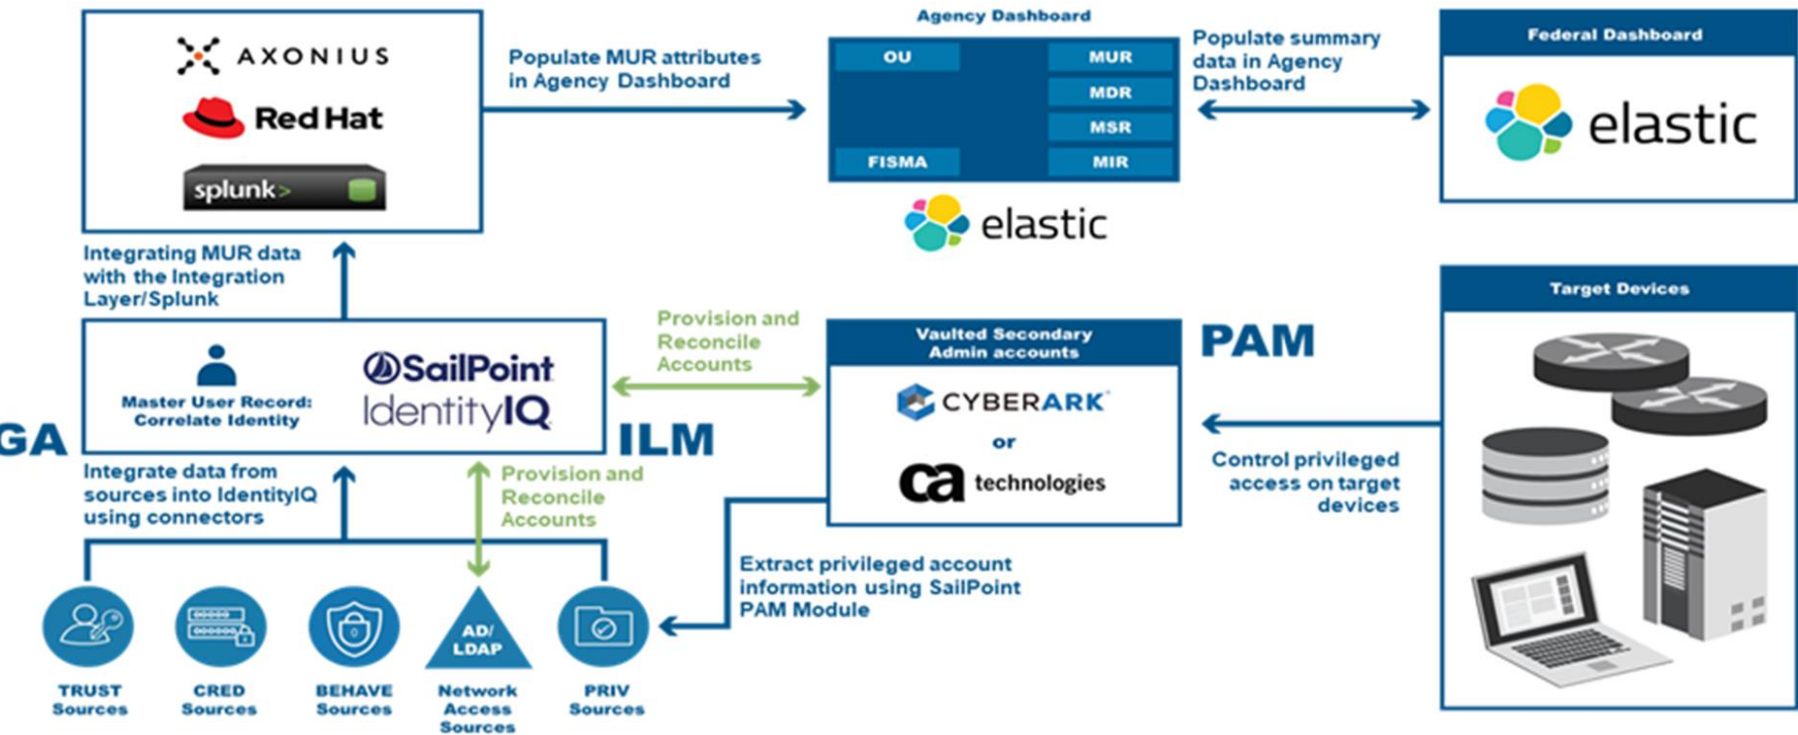 AXONIUS
Red Hat
splunk>
Populate MUR attributes
in Agency Dashboard
Agency Dashboard
OU
MUR
MDR
MSR
FISMA
MIR
elastic
Populate summary
data in Agency
Dashboard
Federal Dashboard
elastic
Integrating MUR data
with the Integration
Layer/Splunk
Master User Record:
Correlate Identity
SailPoint
IdentityIQ
GA
ILM
Provision and
Reconcile
Accounts
Vaulted Secondary
Admin accounts
CYBERARK
or
ca technologies
PAM
Target Devices
Control privileged
access on target
devices
Integrate data from
sources into IdentityIQ
using connectors
Provision and
Reconcile
Accounts
Extract privileged account
information using SailPoint
PAM Module
TRUST
Sources
CRED
Sources
BEHAVE
Sources
AD/
LDAP
Network
Access
Sources
PRIV
Sources